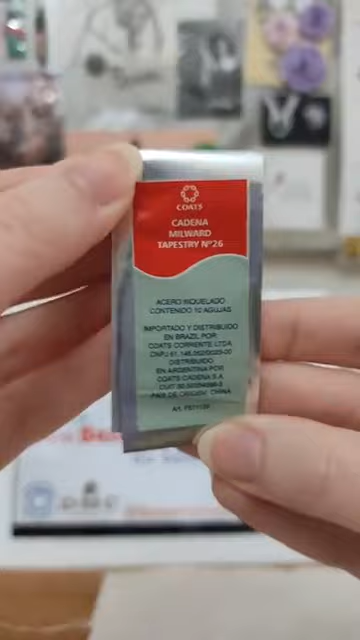 COATS
CADENA
MILWARD
TAPESTRY Nº26
ACERO NIQUELADO
CONTENIDO 10 AGUJAS
IMPORTADO Y DISTRIBUIDO
EN BRAZIL POR
COATS CORRENTE LTDA
DISTRIBUIDO
EN ARGENTINA POR
COATS CADENA S.A
PAIS DE ORIGEN: CHINA
DMC